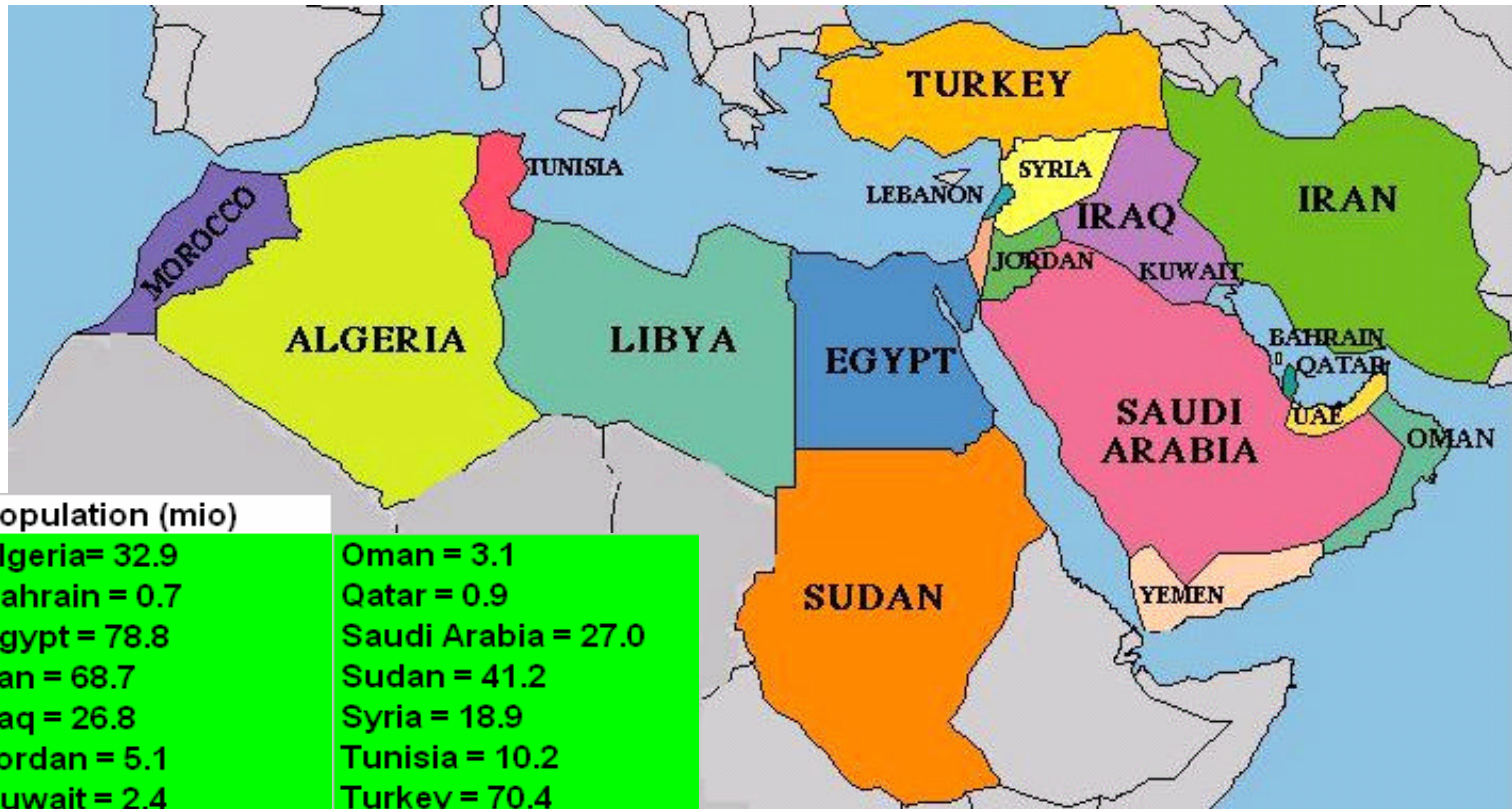 TURKEY
TUNISIA
SYRIA
LEBANON
IRAQ
IRAN
MOROCCO
JORDAN
KUWAIT
ALGERIA
LIBYA
EGYPT
BAHRAIN
QATAR
UAE
SAUDI
ARABIA
OMAN
YEMEN
SUDAN
opulation (mio)
lgeria= 32.9
ahrain = 0.7
gypt = 78.8
an = 68.7
aq = 26.8
ordan = 5.1
uwait = 2.4
Oman = 3.1
Qatar = 0.9
Saudi Arabia = 27.0
Sudan = 41.2
Syria = 18.9
Tunisia = 10.2
Turkey = 70.4